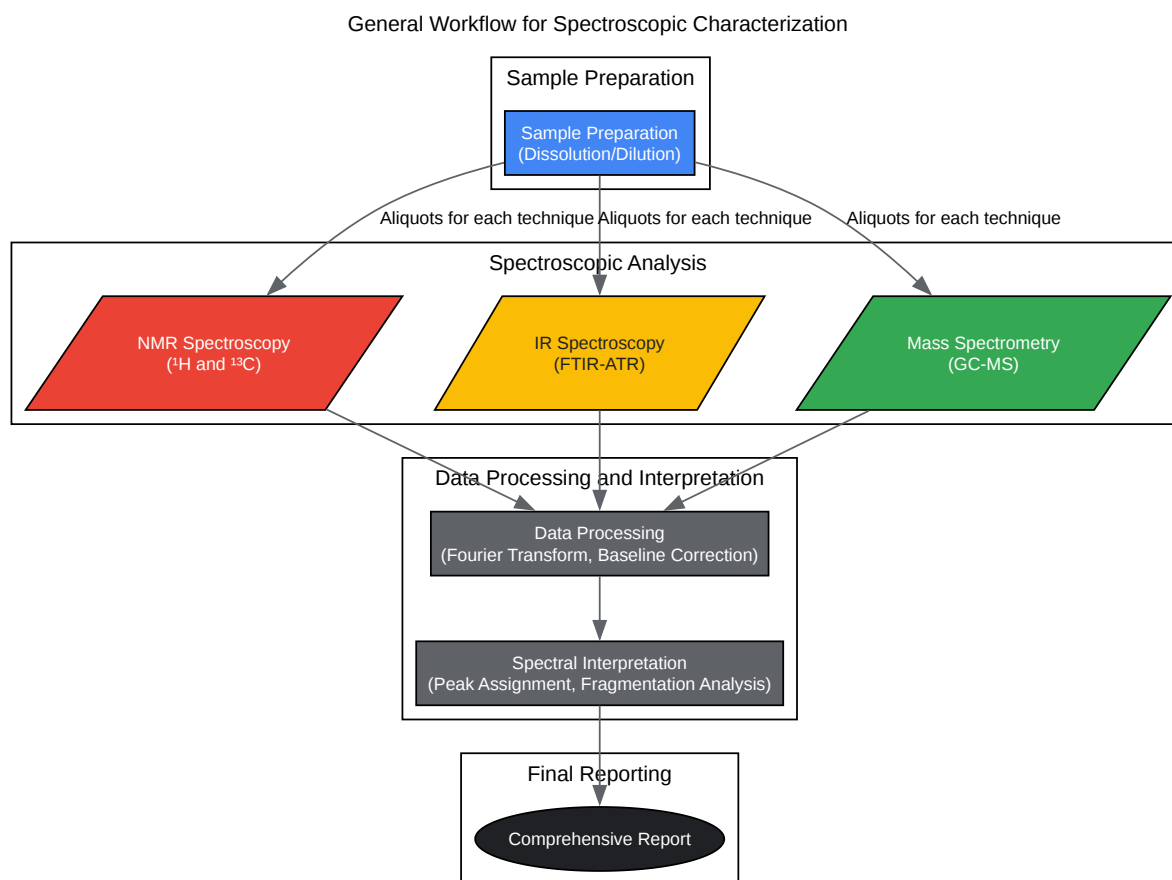 General Workflow for Spectroscopic Characterization
Sample Preparation
Sample Preparation
(Dissolution/Dilution)
Aliquots for each technique
Aliquots for each technique
Aliquots for each technique
Spectroscopic Analysis
NMR Spectroscopy
(¹H and ¹³C)
IR Spectroscopy
(FTIR-ATR)
Mass Spectrometry
(GC-MS)
Data Processing and Interpretation
Data Processing
(Fourier Transform, Baseline Correction)
Spectral Interpretation
(Peak Assignment, Fragmentation Analysis)
Final Reporting
Comprehensive Report